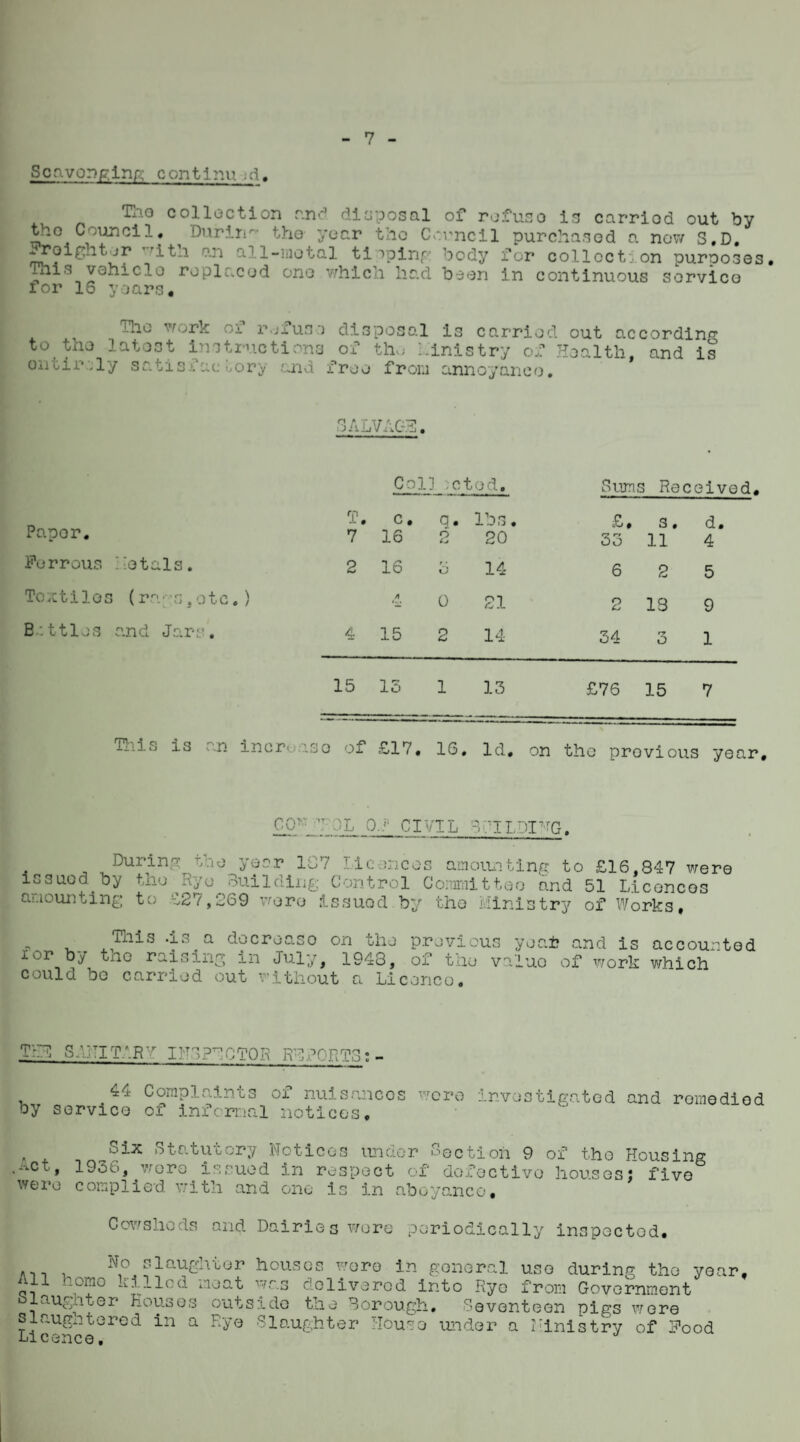 - 7 -
Scavenging continued.
The collection and disposal of refuse is carried out by
the Council. During the year the Council purchased a new S.D.
Freighter with an all-metal tipping body for collection purposes.
This vehicle replaced one which had been in continuous service
for 16 years.
The work of refuse disposal is carried out according
to the latest instructions of the Ministry of Health, and is
entirely satisfactory and free from annoyance.
SALVAGE.
Collected. Sums Received.
T. c. q. lbs. £. s. d.
Paper. 7 16 2 20 33 11 4
Ferrous Metals. 2 16 3 14 6 2 5
Textiles (rags,etc.) 4 0 21 2 18 9
Bottles and Jars. 4 15 2 14 34 3 1
15 13 1 13 £76 15 7
This is an increase of £17. 16. 1d. on the previous year.
CONTROL OF CIVIL BUILDING.
During the year 187 Licences amounting to £16,847 were
issued by the Rye Building Control Committee and 51 Licences
amounting to £27,269 were issued by the Ministry of Works.
This is a decrease on the previous year and is accounted
for by the raising in July, 1948, of the value of work which
could be carried out without a Licence.
THE SANITARY INSPECTOR REPORTS:-
44 Complaints of nuisances were investigated and remedied
by service of informal notices.
Six Statutory Notices under Section 9 of the Housing
Act, 1936, were issued in respect of defective houses; five
were complied with and one is in abeyance.
Cowsheds and Dairies were periodically inspected.
No slaughter houses were in general use during the year.
All home killed meat was delivered into Rye from Government
Slaughter Houses outside the Borough. Seventeen pigs were
slaughtered in a Rye Slaughter House under a Ministry of Food
Licence.